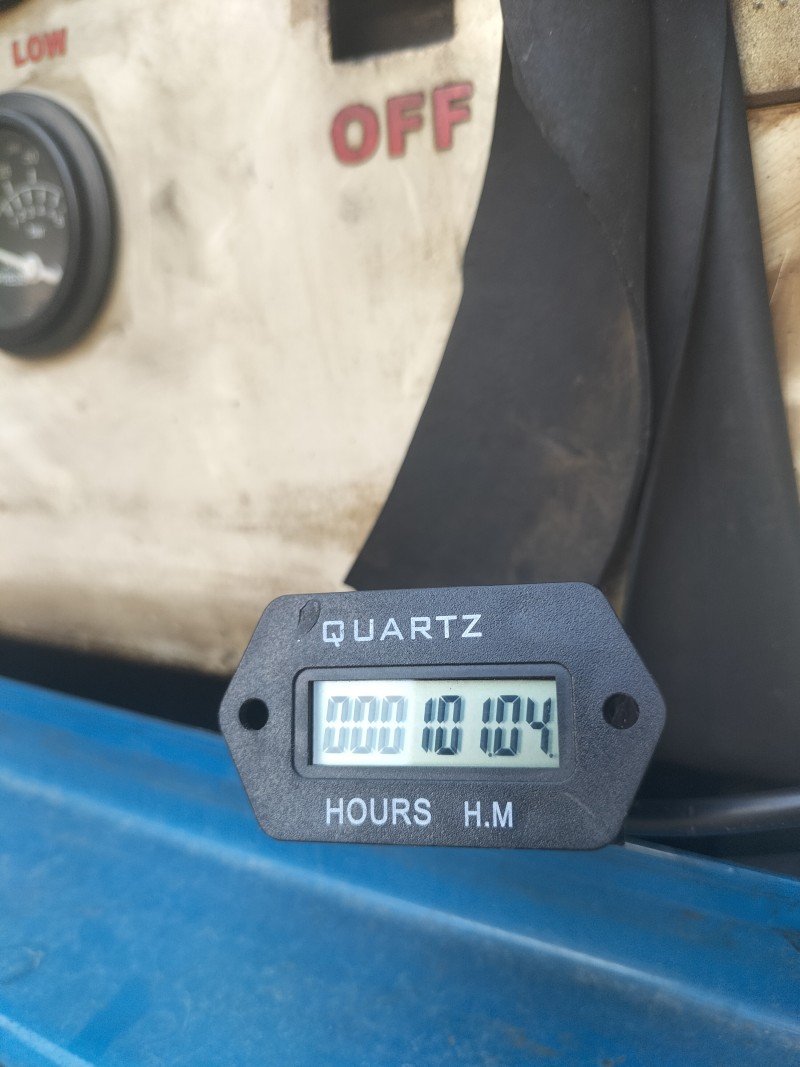 LOW
OFF
QUARTZ
000101.04
HOURS H.M